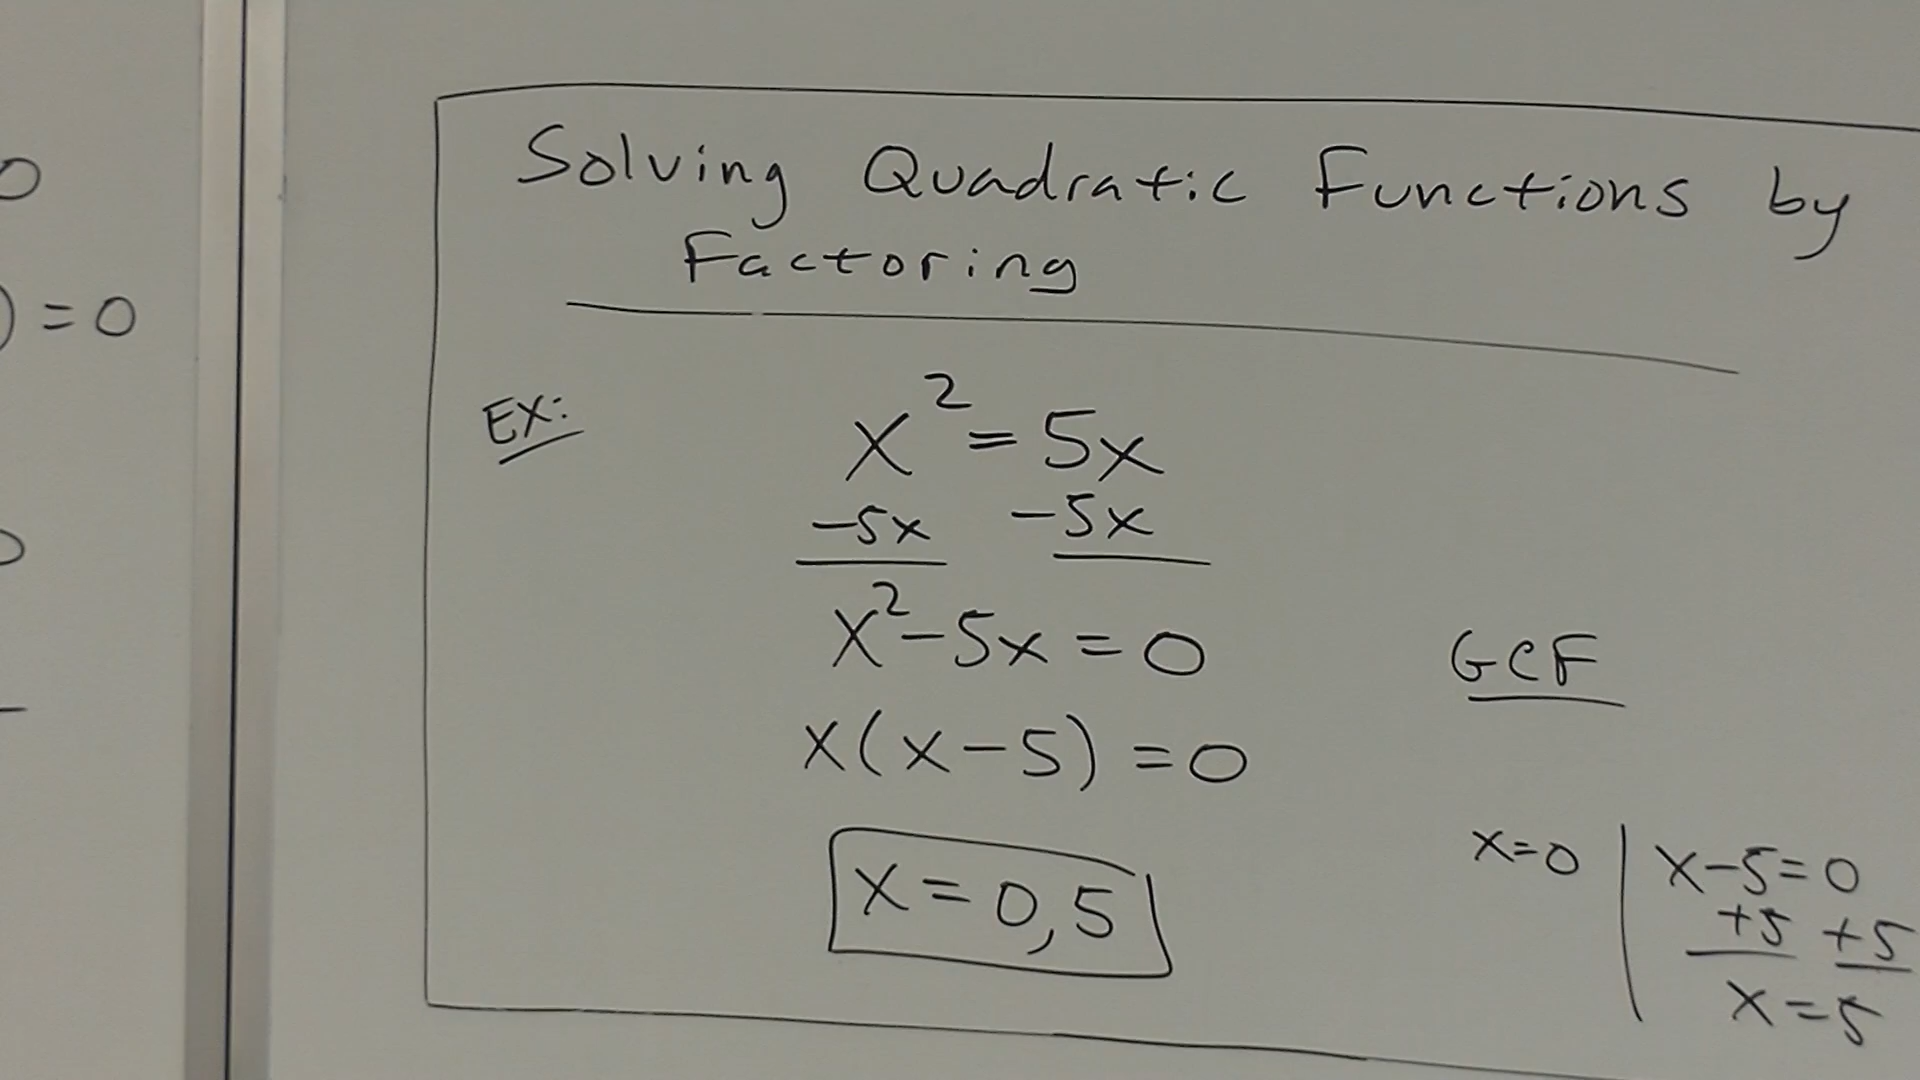 0
) = 0
Solving Quadratic Functions by
Factoring
EX:
x² = 5x
-5x -5x
x² - 5x = 0
GCF
x(x - 5) = 0
x = 0, 5
x = 0
x - 5 = 0
+5 +5
x = 5